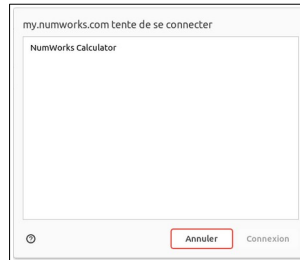 my.numworks.com tente de se connecter
NumWorks Calculator
Annuler
Connexion